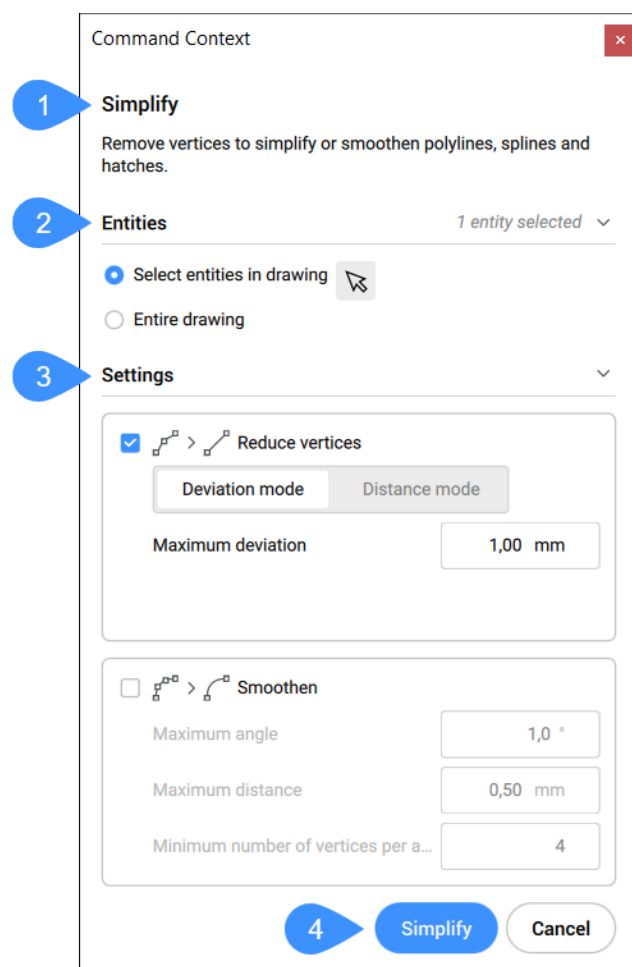 Command Context
×
1
Simplify
Remove vertices to simplify or smoothen polylines, splines and
hatches.
2
Entities 1 entity selected
Select entities in drawing
Entire drawing
3
Settings
Reduce vertices
Deviation mode Distance mode
Maximum deviation 1,00 mm
Smoothen
Maximum angle 1,0 °
Maximum distance 0,50 mm
Minimum number of vertices per a... 4
4
Simplify Cancel